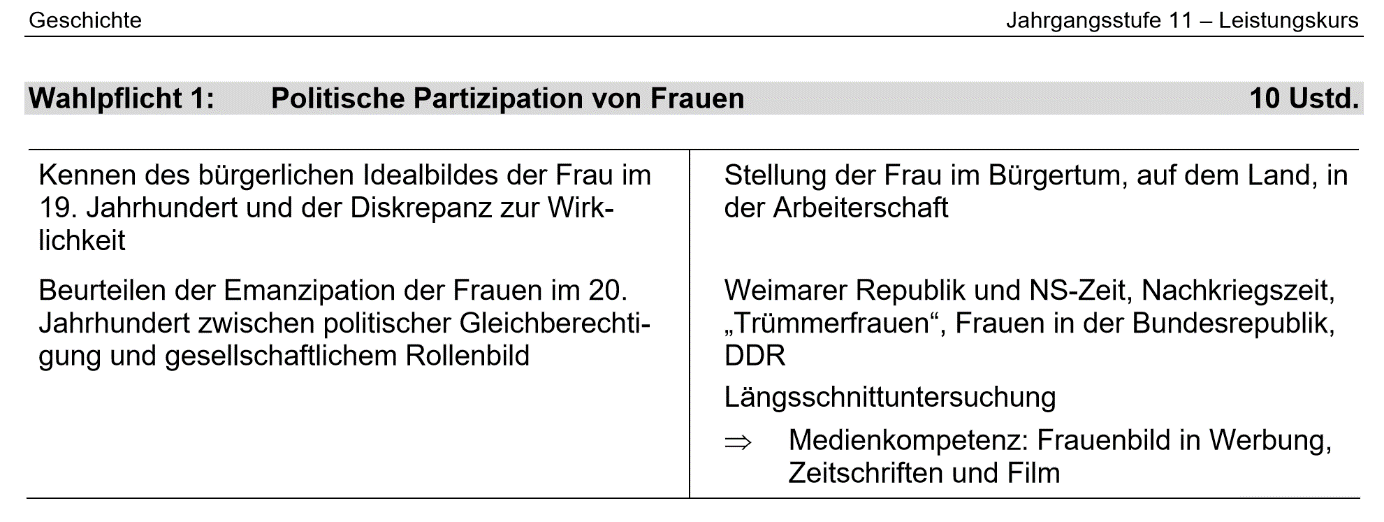 Geschichte
Jahrgangsstufe 11 – Leistungskurs
Wahlpflicht 1: Politische Partizipation von Frauen 10 Ustd.
Kennen des bürgerlichen Idealbildes der Frau im
19. Jahrhundert und der Diskrepanz zur Wirk-
lichkeit
Stellung der Frau im Bürgertum, auf dem Land, in
der Arbeiterschaft
Beurteilen der Emanzipation der Frauen im 20.
Jahrhundert zwischen politischer Gleichberechti-
gung und gesellschaftlichem Rollenbild
Weimarer Republik und NS-Zeit, Nachkriegszeit,
„Trümmerfrauen“, Frauen in der Bundesrepublik,
DDR
Längsschnittuntersuchung
⇒ Medienkompetenz: Frauenbild in Werbung,
Zeitschriften und Film